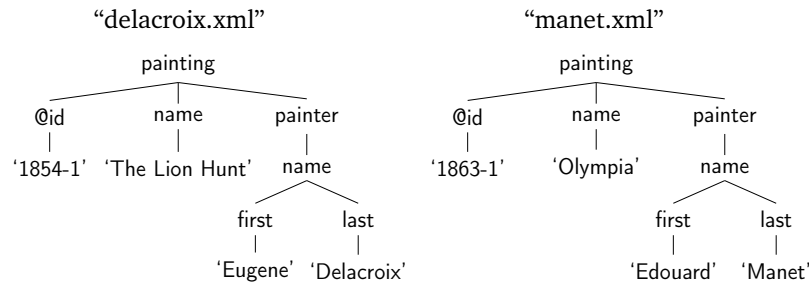 “delacroix.xml” “manet.xml”
painting painting
@id name painter @id name painter
‘1854-1’ ‘The Lion Hunt’ name ‘1863-1’ ‘Olympia’ name
first last first last
‘Eugene’ ‘Delacroix’ ‘Edouard’ ‘Manet’